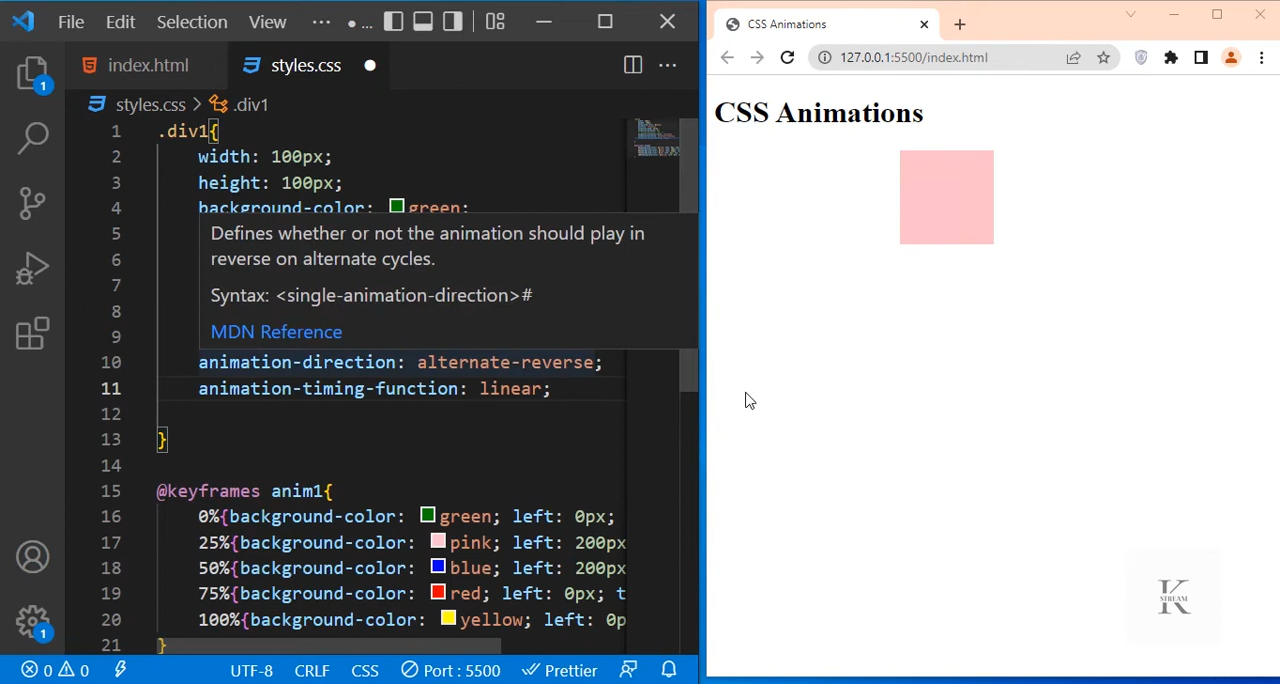 File Edit Selection View ··· ● ...
index.html styles.css ●
styles.css > .div1
1 .div1{
2 width: 100px;
3 height: 100px;
4 background-color: green;
5
6
7
8
9
Defines whether or not the animation should play in
reverse on alternate cycles.
Syntax: <single-animation-direction>#
MDN Reference
10 animation-direction: alternate-reverse;
11 animation-timing-function: linear;
12
13 }
14
15 @keyframes anim1{
16 0%{background-color: green; left: 0px;
17 25%{background-color: pink; left: 200px
18 50%{background-color: blue; left: 200px
19 75%{background-color: red; left: 0px; t
20 100%{background-color: yellow; left: 0p
21 }
1
1
0 0 UTF-8 CRLF CSS Port : 5500 Prettier
CSS Animations
127.0.0.1:5500/index.html
CSS Animations
K
STREAM